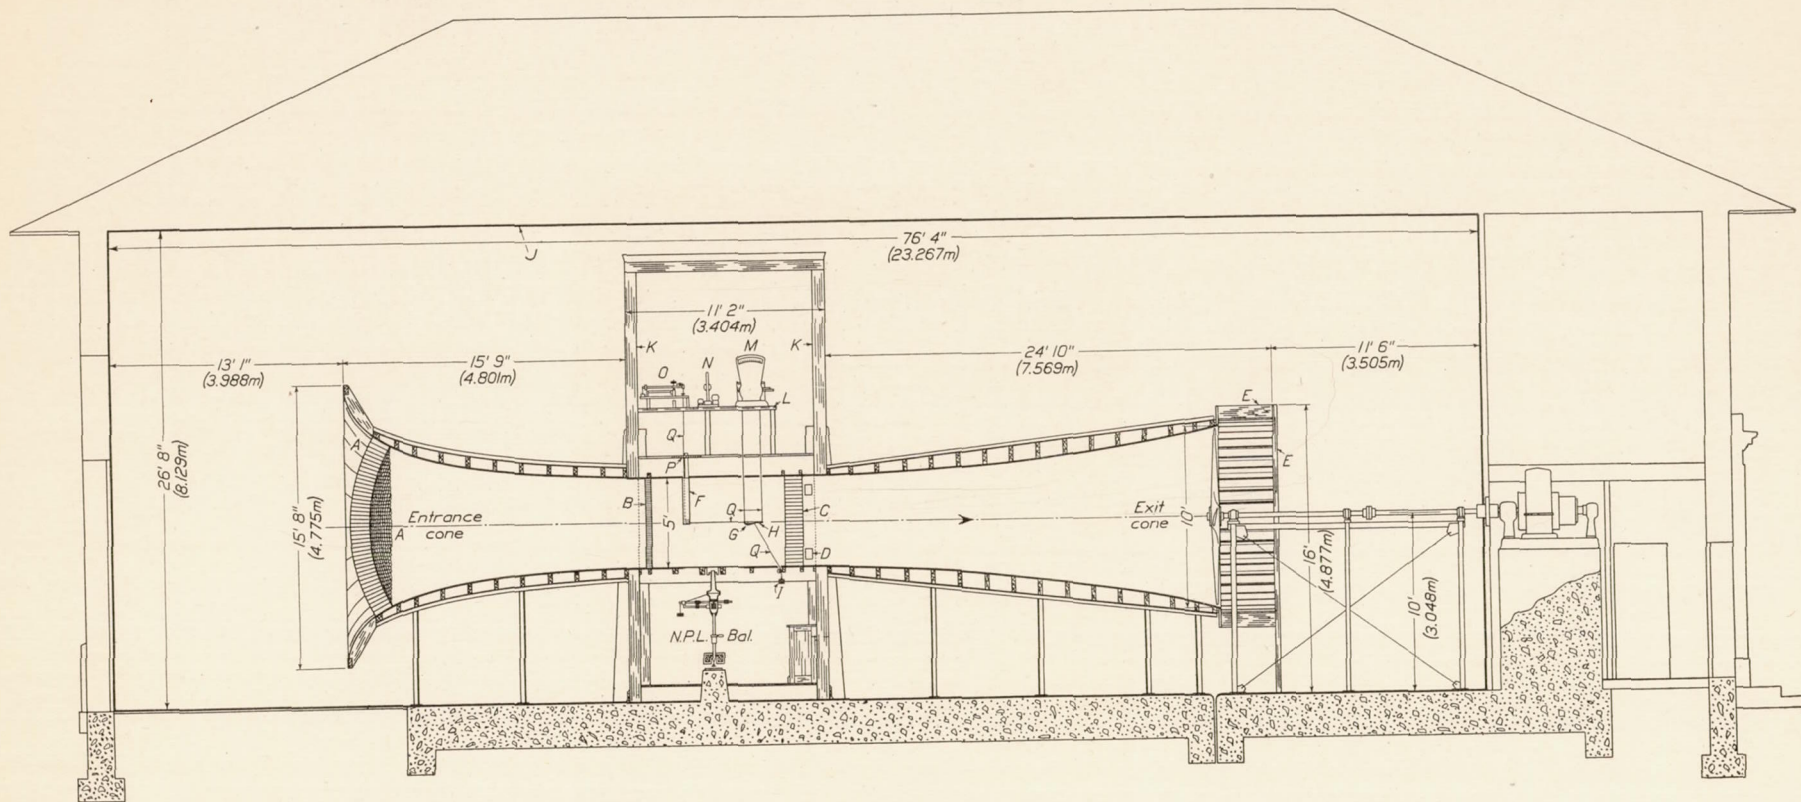 J
76' 4"
(23.267m)
11' 2"
(3.404m)
13' 1"
(3.988m)
15' 9"
(4.801m)
K
K
M
N
O
L
24' 10"
(7.569m)
11' 6"
(3.505m)
E
E
A
A
Q
P
F
B
5'
Q
G
H
C
Q
D
I
Entrance
cone
Exit
cone
10'
26' 8"
(8.129m)
15' 8"
(4.775m)
16'
(4.877m)
10'
(3.048m)
N.P.L. Bal.